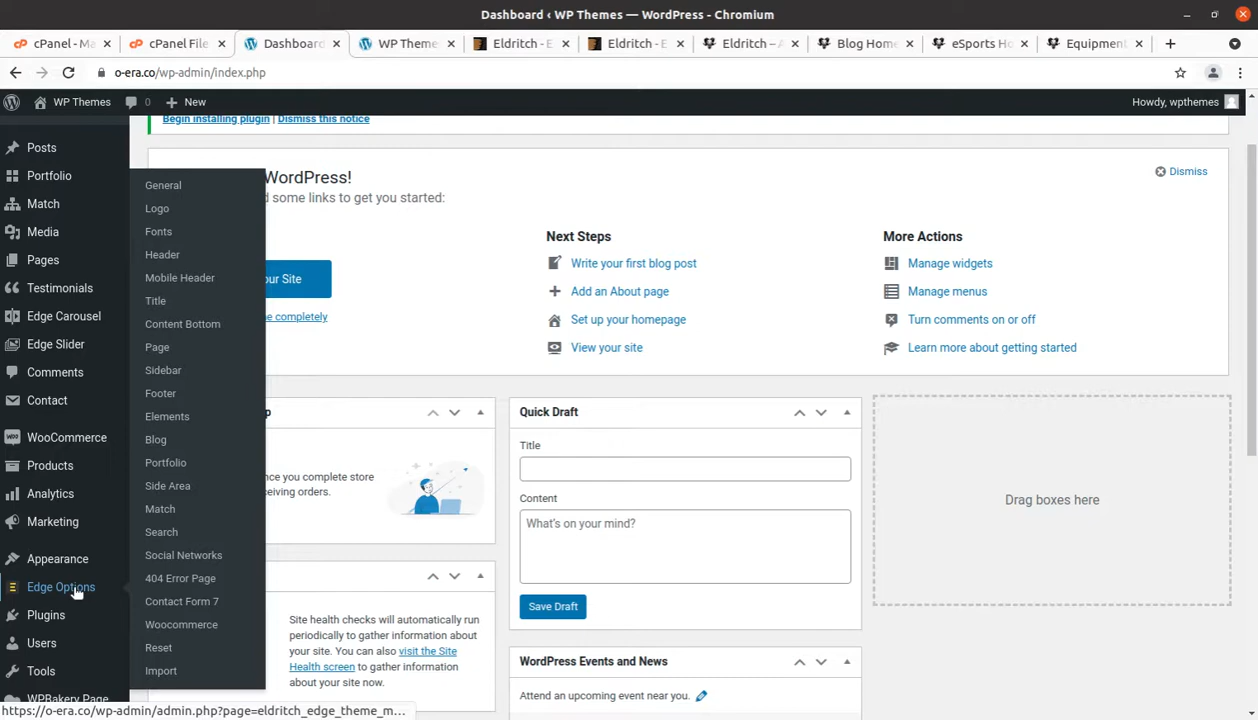 Dashboard ‹ WP Themes — WordPress - Chromium
cPanel - Ma
cPanel File
Dashboard
WP Theme
Eldritch - E
Eldritch - E
Eldritch – A
Blog Home
eSports Ho
Equipment
o-era.co/wp-admin/index.php
WP Themes
0
New
Howdy, wpthemes
Begin installing plugin | Dismiss this notice
Posts
Portfolio
Match
Media
Pages
Testimonials
Edge Carousel
Edge Slider
Comments
Contact
WooCommerce
Products
Analytics
Marketing
Appearance
Edge Options
Plugins
Users
Tools
WPBakery Page
General
Logo
Fonts
Header
Mobile Header
Title
Content Bottom
Page
Sidebar
Footer
Elements
Blog
Portfolio
Side Area
Match
Search
Social Networks
404 Error Page
Contact Form 7
Woocommerce
Reset
Import
WordPress!
d some links to get you started:
Dismiss
our Site
e completely
Next Steps
Write your first blog post
Add an About page
Set up your homepage
View your site
More Actions
Manage widgets
Manage menus
Turn comments on or off
Learn more about getting started
p
nce you complete store
ceiving orders.
Site health checks will automatically run
periodically to gather information about
your site. You can also visit the Site
Health screen to gather information
about your site now.
Quick Draft
Title
Content
What's on your mind?
Save Draft
WordPress Events and News
Attend an upcoming event near you.
Drag boxes here
https://o-era.co/wp-admin/admin.php?page=eldritch_edge_theme_m...